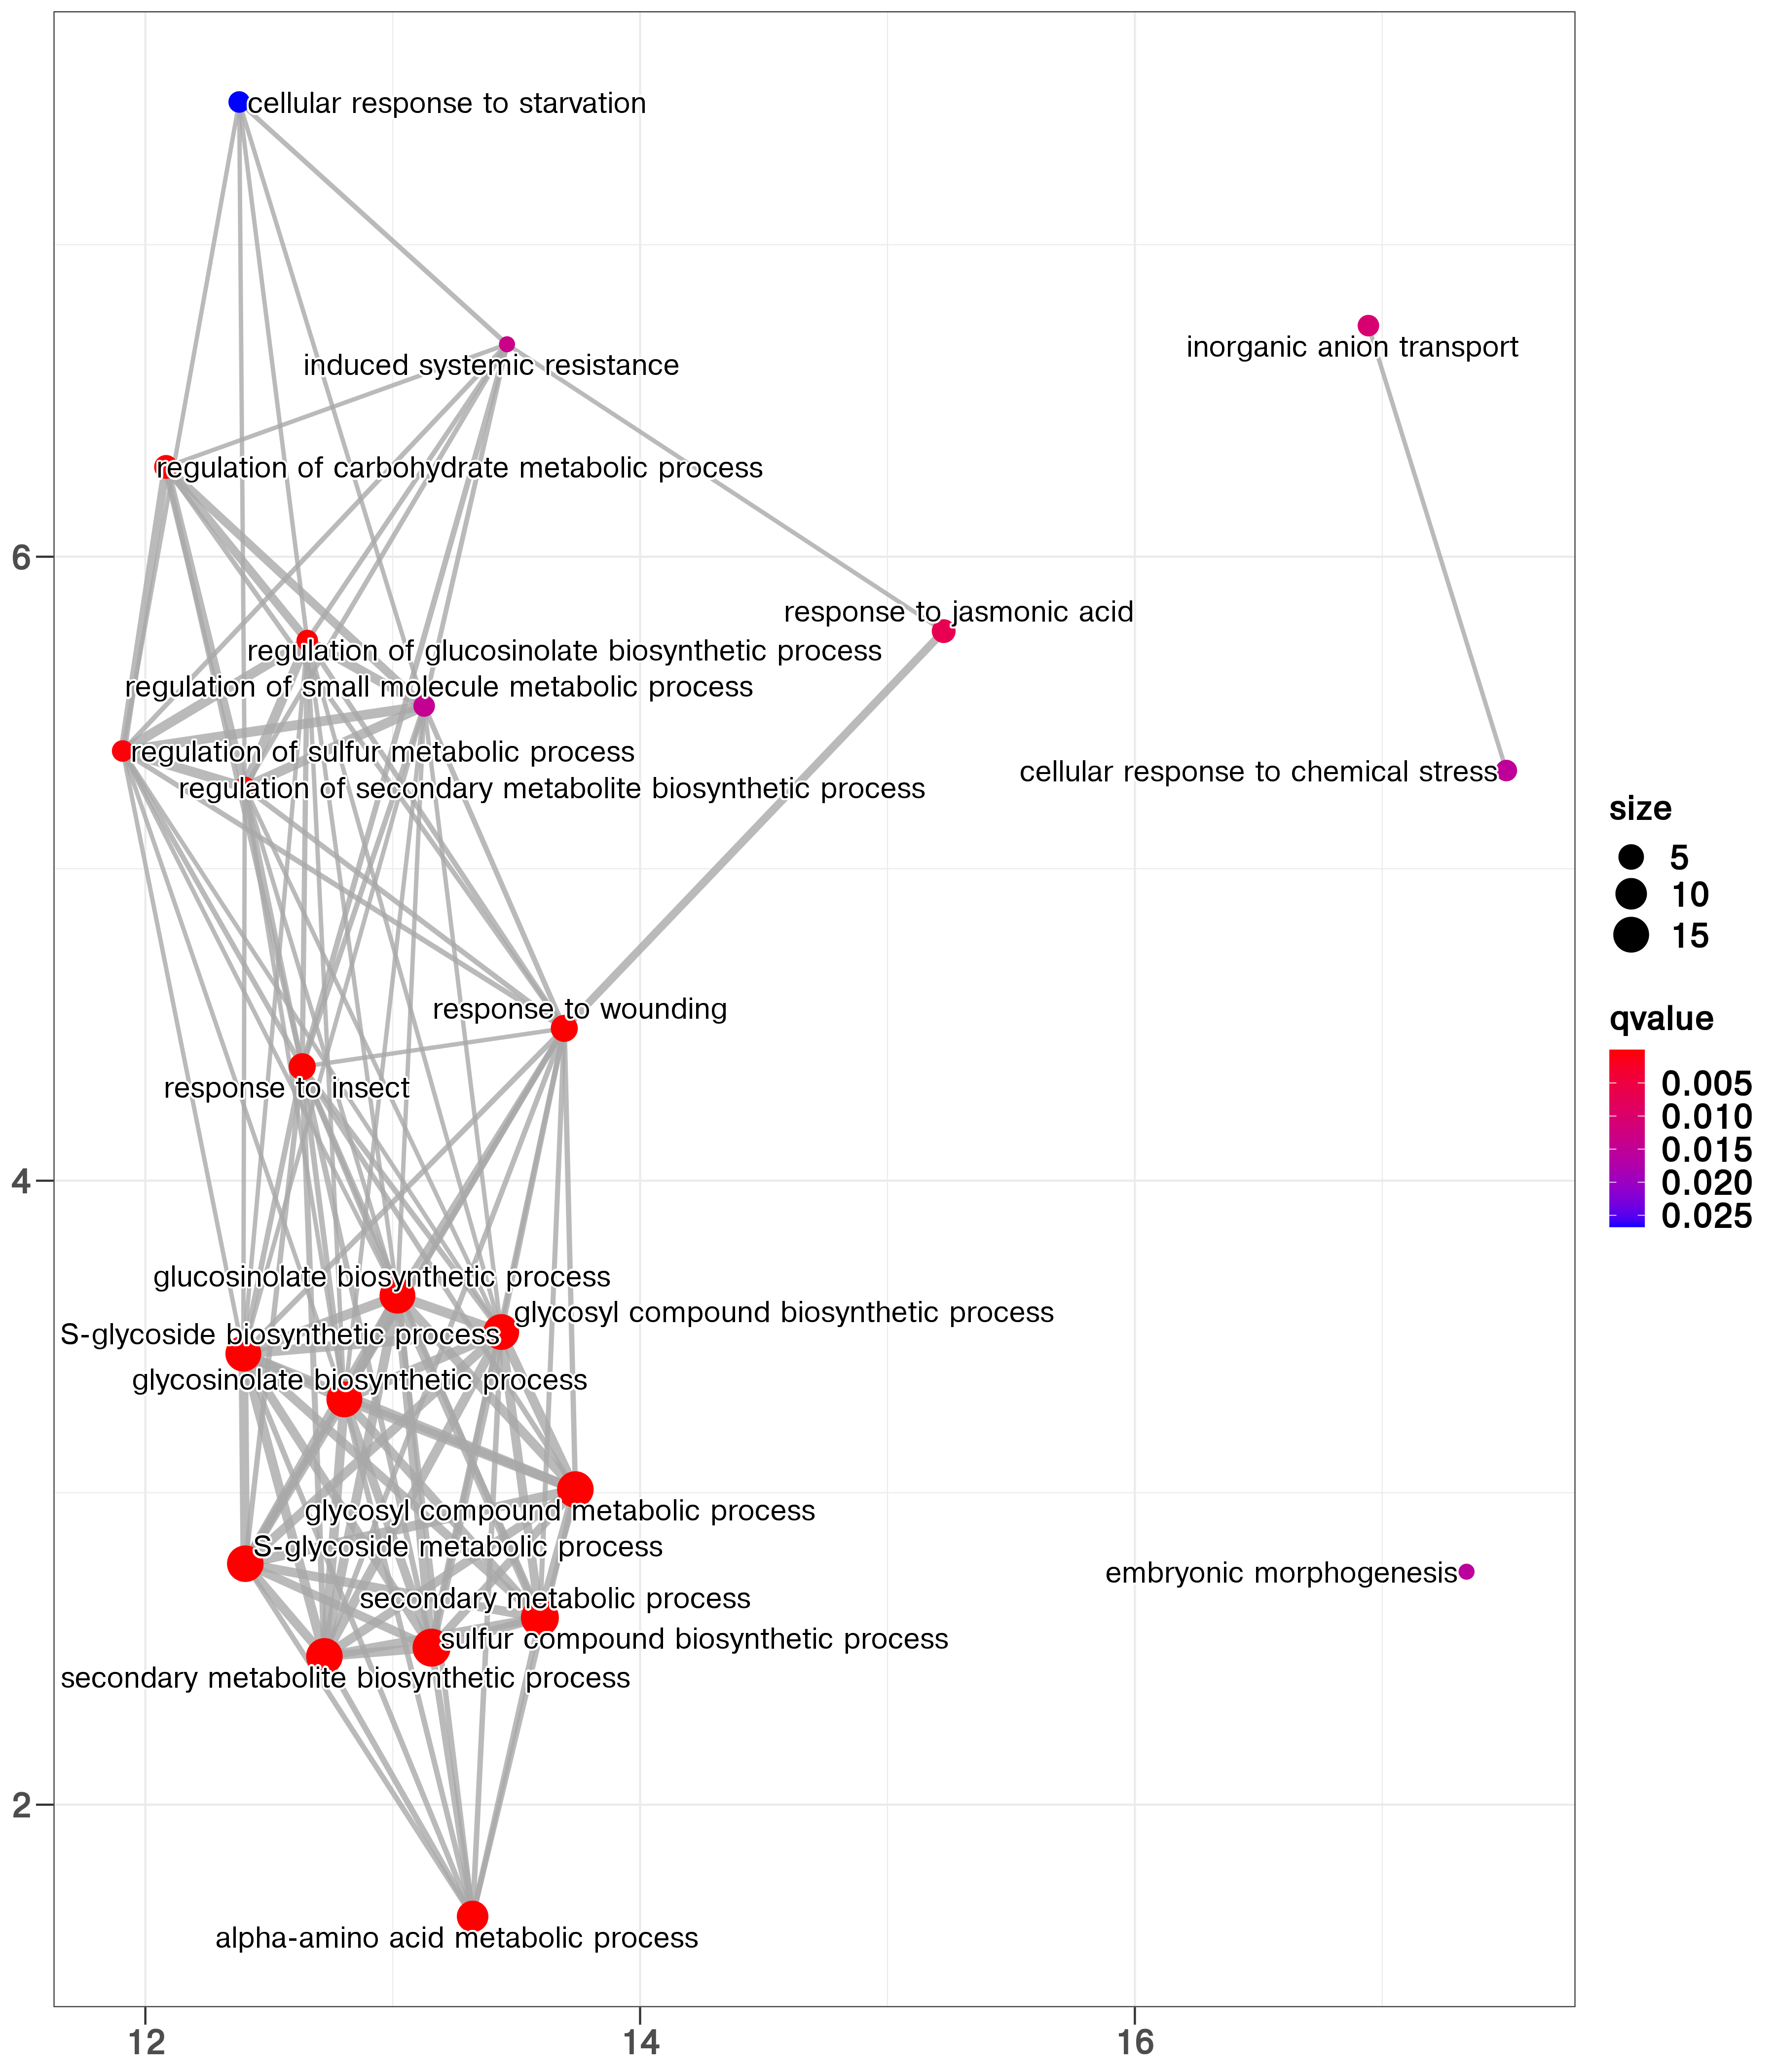 cellular response to starvation
inorganic anion transport
induced systemic resistance
regulation of carbohydrate metabolic process
6
response to jasmonic acid
regulation of glucosinolate biosynthetic process
regulation of small molecule metabolic process
regulation of sulfur metabolic process
cellular response to chemical stress
regulation of secondary metabolite biosynthetic process
size
5
10
15
response to wounding
qvalue
0.005
0.010
0.015
0.020
0.025
response to insect
4
glucosinolate biosynthetic process
glycosyl compound biosynthetic process
S-glycoside biosynthetic process
glycosinolate biosynthetic process
glycosyl compound metabolic process
S-glycoside metabolic process
embryonic morphogenesis
secondary metabolic process
sulfur compound biosynthetic process
secondary metabolite biosynthetic process
2
alpha-amino acid metabolic process
12
14
16